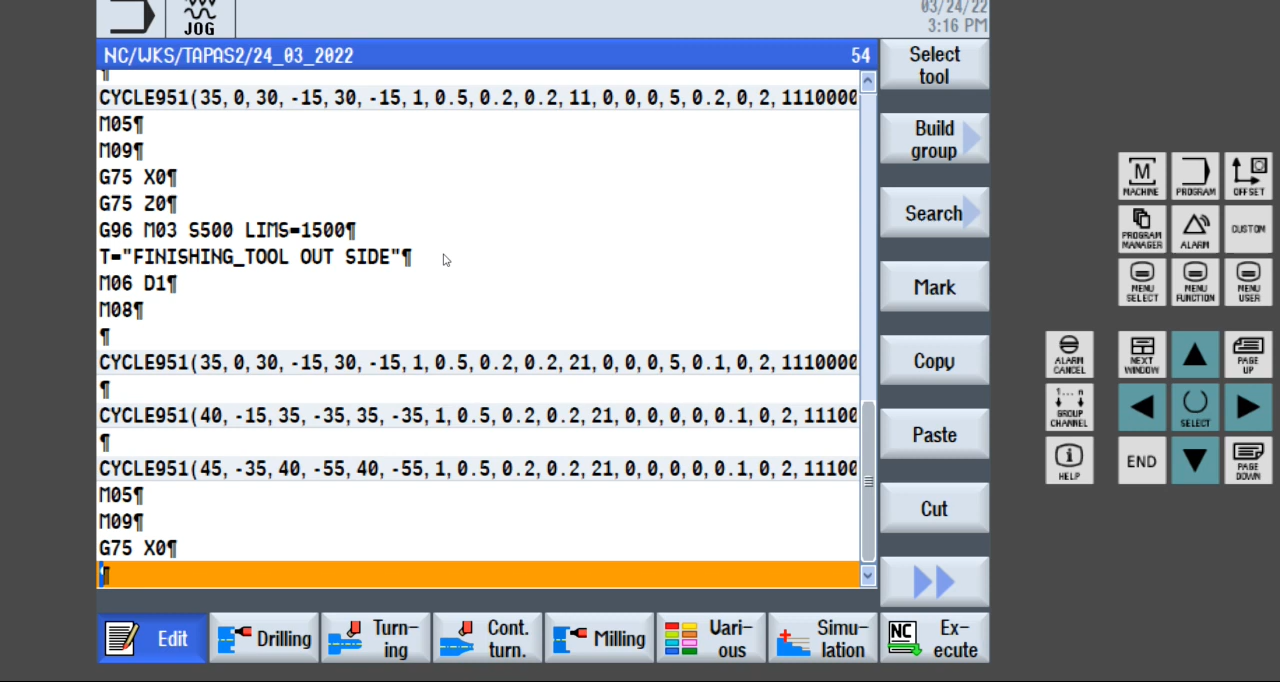 03/24/22
JOG
3:16 PM
NC/WKS/TAPAS2/24_03_2022 54
¶
CYCLE951(35, 0, 30, -15, 30, -15, 1, 0.5, 0.2, 0.2, 11, 0, 0, 0, 5, 0.2, 0, 2, 1110000
M05¶
M09¶
G75 X0¶
G75 Z0¶
G96 M03 S500 LIMS=1500¶
T="FINISHING_TOOL OUT SIDE"¶
M06 D1¶
M08¶
¶
CYCLE951(35, 0, 30, -15, 30, -15, 1, 0.5, 0.2, 0.2, 21, 0, 0, 0, 5, 0.1, 0, 2, 1110000
¶
CYCLE951(40, -15, 35, -35, 35, -35, 1, 0.5, 0.2, 0.2, 21, 0, 0, 0, 0, 0.1, 0, 2, 11100
¶
CYCLE951(45, -35, 40, -55, 40, -55, 1, 0.5, 0.2, 0.2, 21, 0, 0, 0, 0, 0.1, 0, 2, 11100
M05¶
M09¶
G75 X0¶
¶
Select
tool
Build
group
Search
Mark
Copy
Paste
Cut
Edit
Drilling
Turn-
ing
Cont.
turn.
Milling
Vari-
ous
Simu-
lation
NC
Ex-
ecute
M
MACHINE
PROGRAM
OFFSET
PROGRAM
MANAGER
ALARM
CUSTOM
MENU
SELECT
MENU
FUNCTION
MENU
USER
ALARM
CANCEL
NEXT
WINDOW
PAGE
UP
1... n
GROUP
CHANNEL
SELECT
HELP
END
PAGE
DOWN